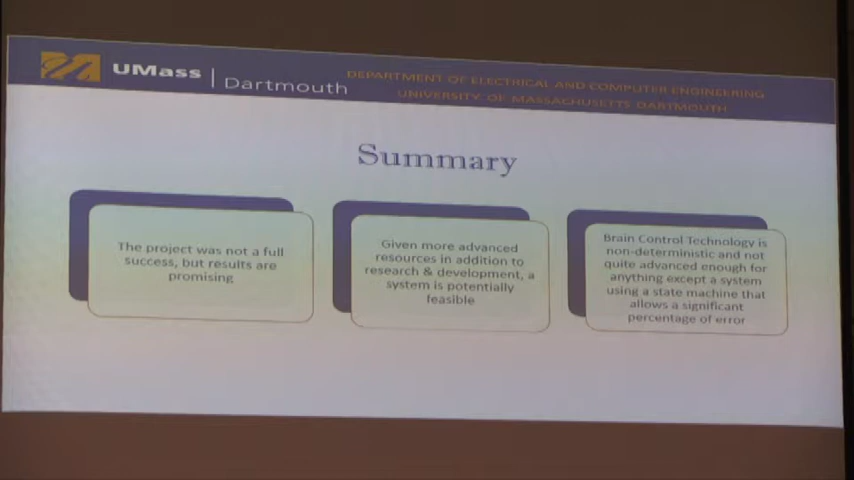 UMass | Dartmouth
DEPARTMENT OF ELECTRICAL AND COMPUTER ENGINEERING
UNIVERSITY OF MASSACHUSETTS DARTMOUTH
Summary
The project was not a full
success, but results are
promising
Given more advanced
resources in addition to
research & development, a
system is potentially
feasible
Brain Control Technology is
non-deterministic and not
quite advanced enough for
anything except a system
using a state machine that
allows a significant
percentage of error